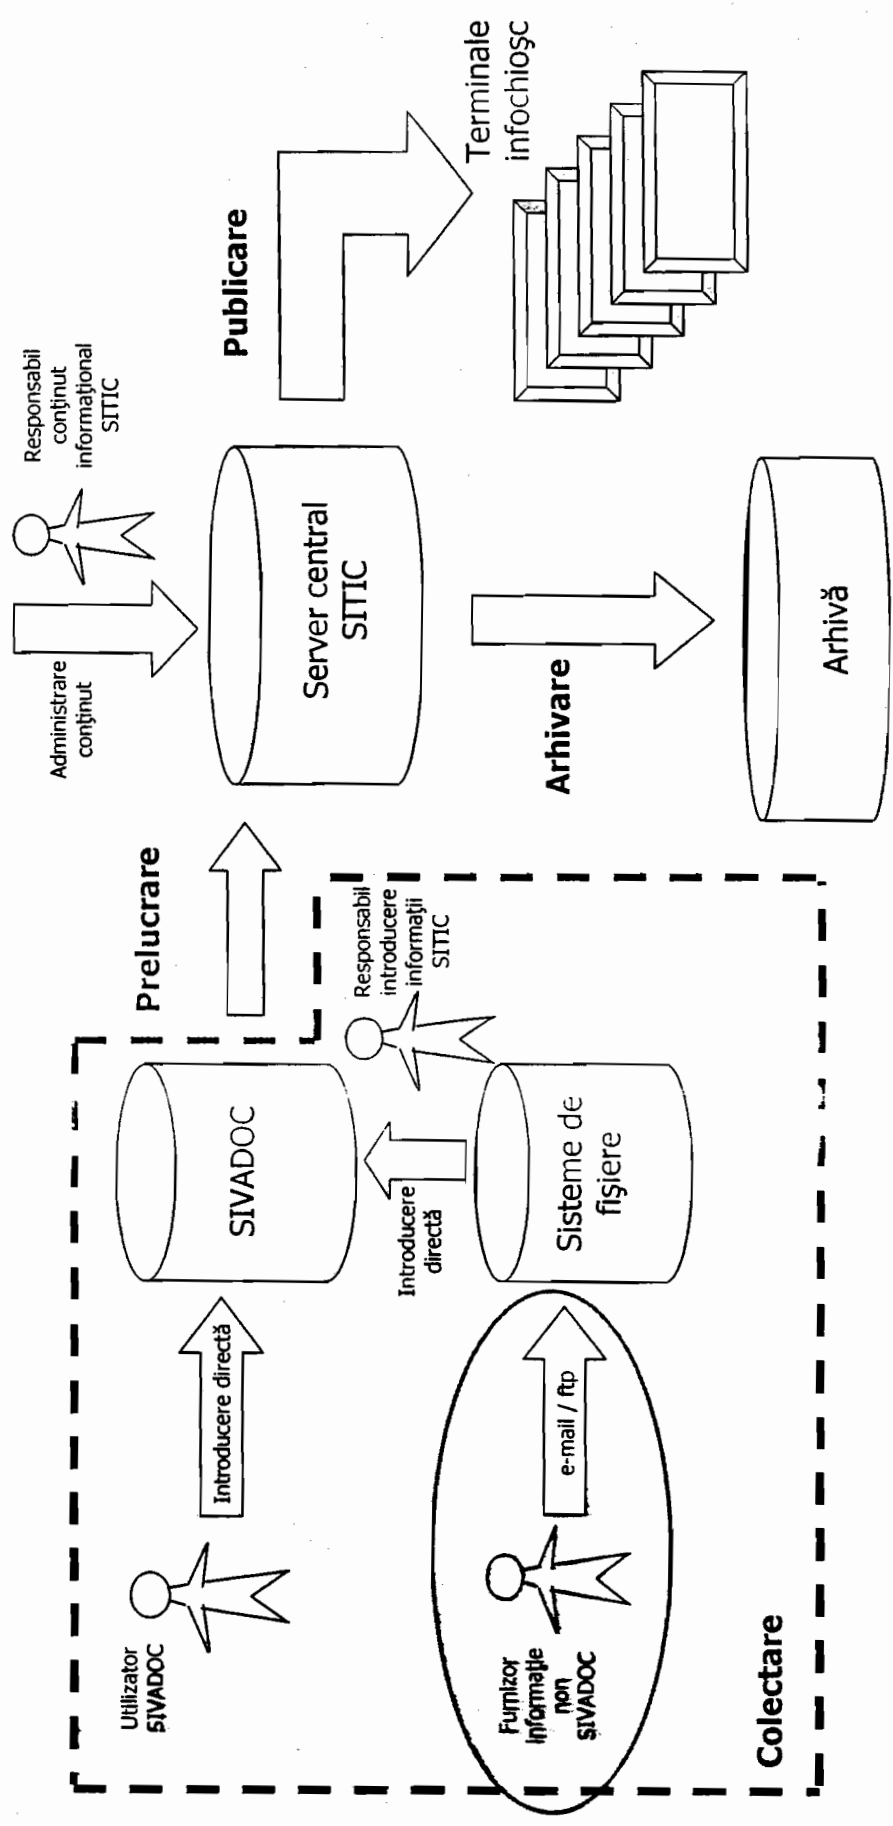 Utilizator
SIVADOC
Introducere directă
SIVADOC
Prelucrare
Administrare
conţinut
Responsabil
conţinut
informaţional
SITIC
Server central
SITIC
Publicare
Terminale
infochioşc
Furnizor
Informaţie
non
SIVADOC
e-mail / ftp
Sisteme de
fişiere
Introducere
directă
Responsabil
introducere
informaţii
SITIC
Arhivare
Arhivă
Colectare